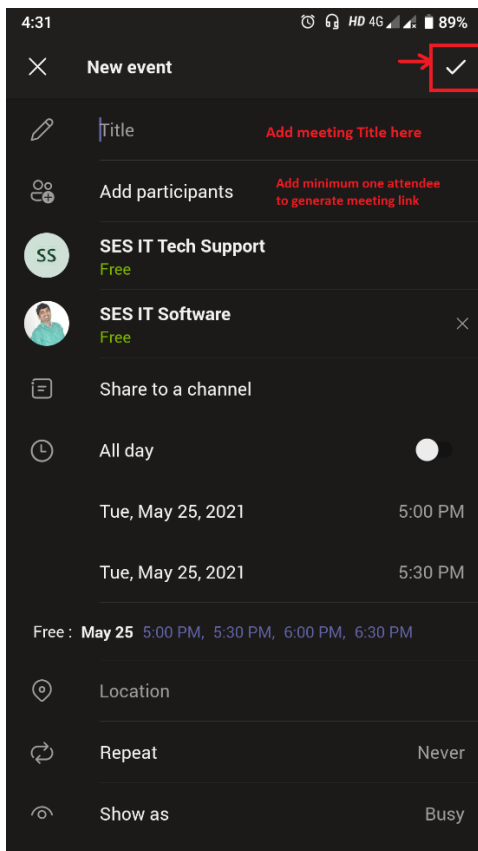 4:31 HD 4G 89%
New event
Title Add meeting Title here
Add participants Add minimum one attendee
to generate meeting link
SS SES IT Tech Support
Free
SES IT Software
Free
Share to a channel
All day
Tue, May 25, 2021 5:00 PM
Tue, May 25, 2021 5:30 PM
Free : May 25 5:00 PM, 5:30 PM, 6:00 PM, 6:30 PM
Location
Repeat Never
Show as Busy